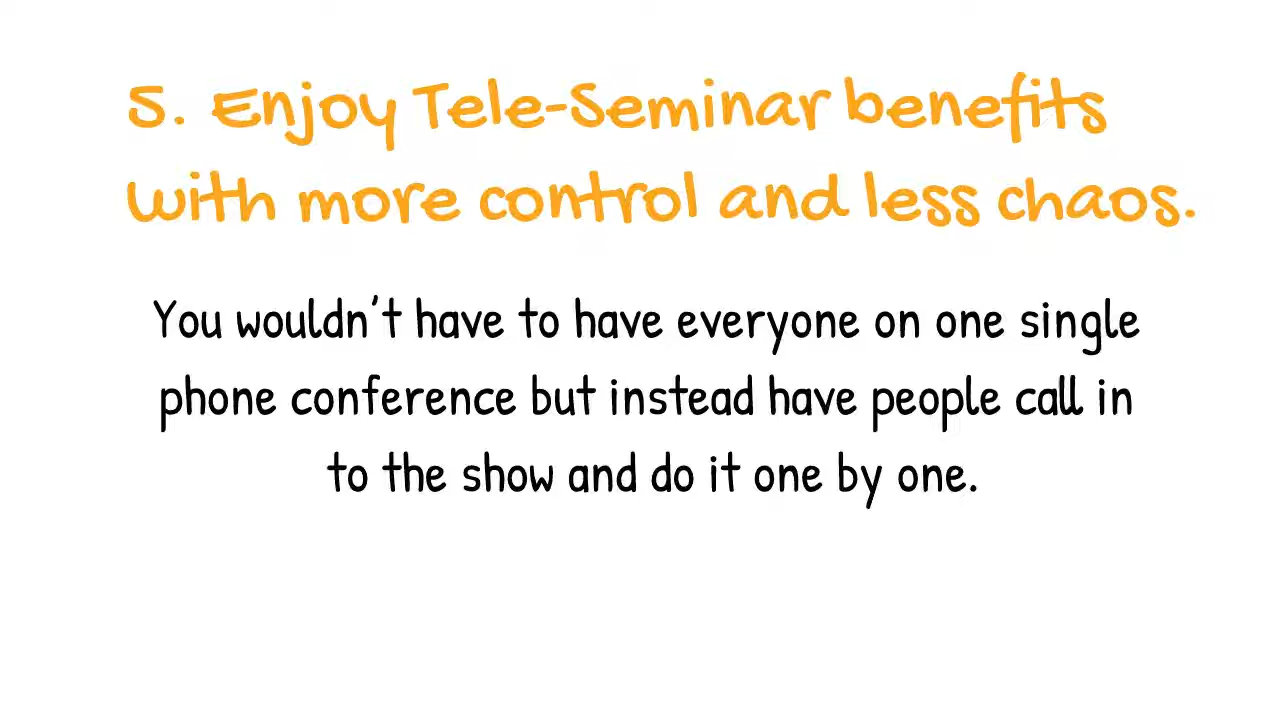 5. Enjoy Tele-Seminar benefits
with more control and less chaos.
You wouldn't have to have everyone on one single
phone conference but instead have people call in
to the show and do it one by one.